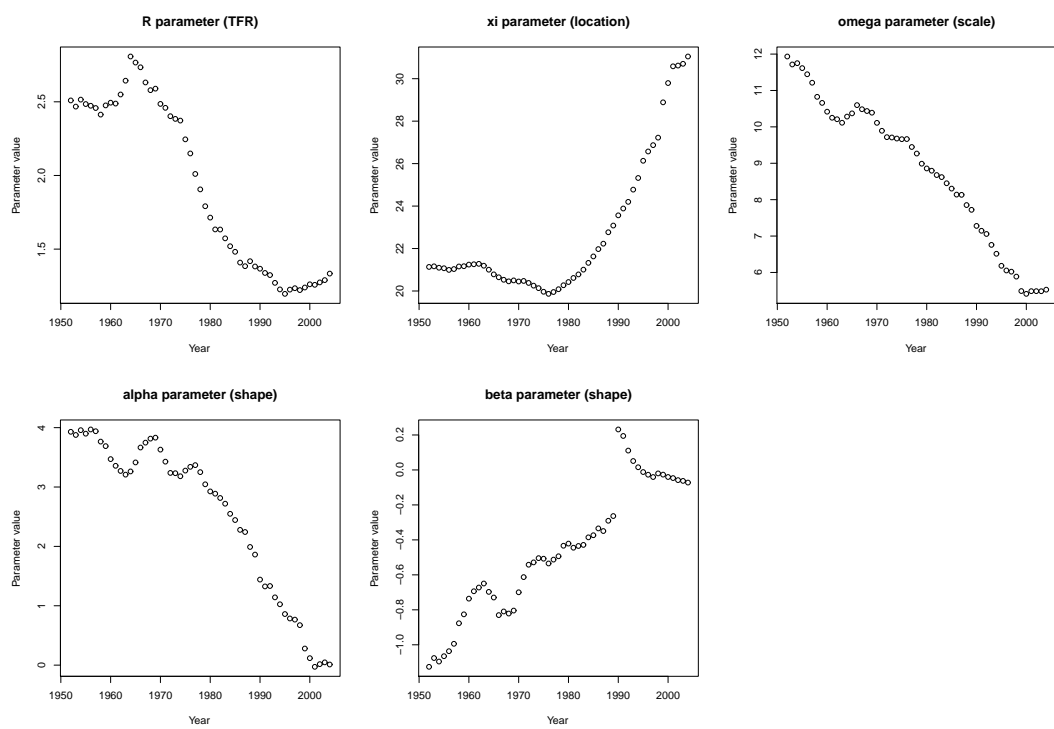 R parameter (TFR)
Parameter value
2.5
2.0
1.5
1950 1960 1970 1980 1990 2000
Year
xi parameter (location)
Parameter value
30
28
26
24
22
20
1950 1960 1970 1980 1990 2000
Year
omega parameter (scale)
Parameter value
12
11
10
9
8
7
6
1950 1960 1970 1980 1990 2000
Year
alpha parameter (shape)
Parameter value
4
3
2
1
0
1950 1960 1970 1980 1990 2000
Year
beta parameter (shape)
Parameter value
0.2
0.0
−0.2
−0.4
−0.6
−0.8
−1.0
1950 1960 1970 1980 1990 2000
Year